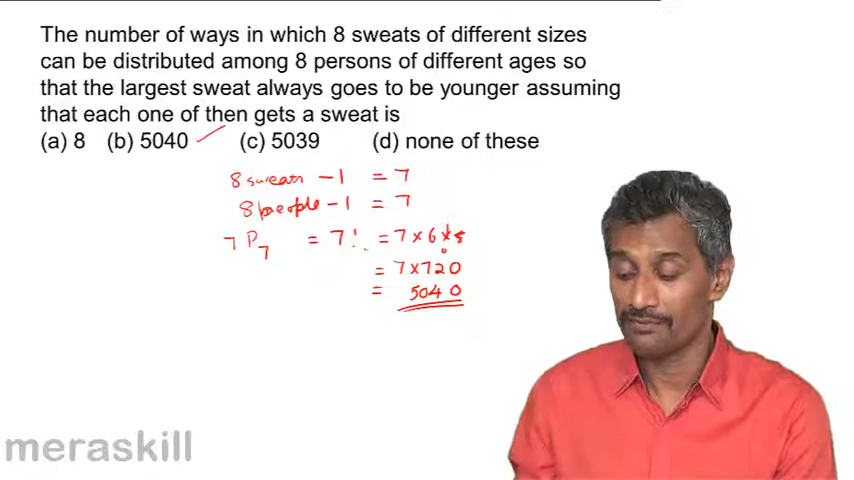 The number of ways in which 8 sweats of different sizes
can be distributed among 8 persons of different ages so
that the largest sweat always goes to be younger assuming
that each one of then gets a sweat is
(a) 8 (b) 5040 (c) 5039 (d) none of these
8 sweats - 1 = 7
8 people - 1 = 7
7 P 7 = 7! = 7 × 6
= 7 × 720
= 5040
meraskill